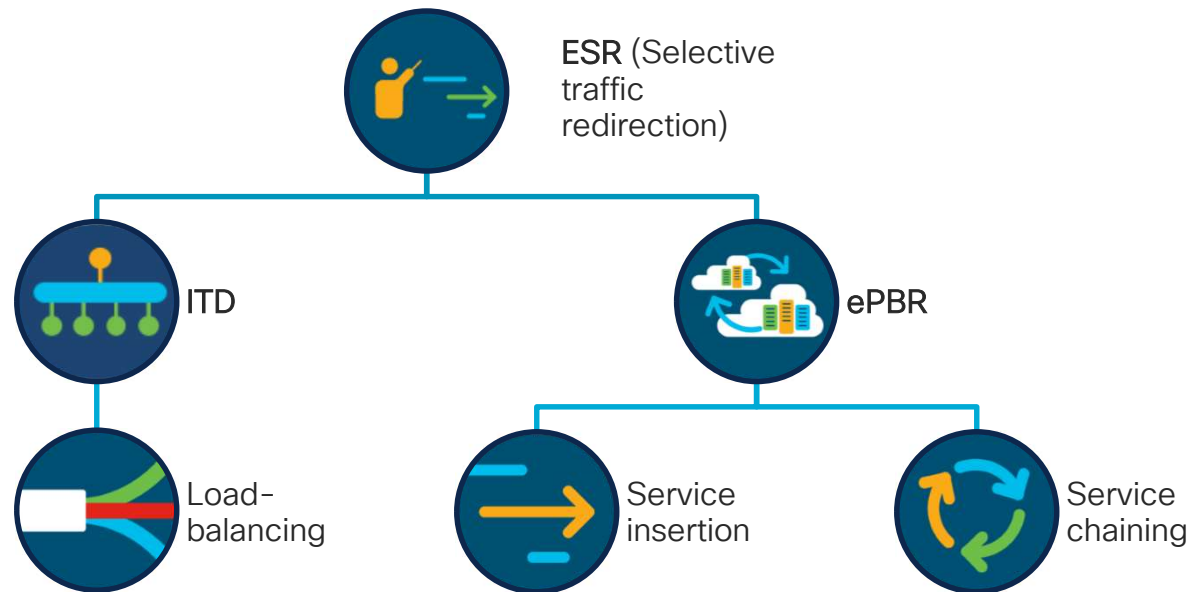 ESR (Selective
traffic
redirection)
ITD
ePBR
Load-
balancing
Service
insertion
Service
chaining